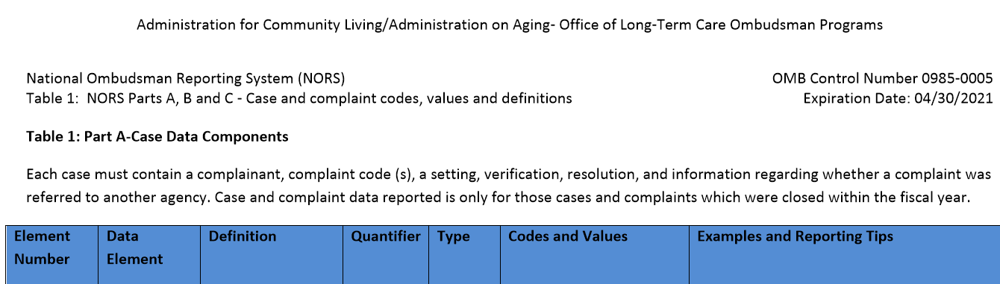 Administration for Community Living/Administration on Aging- Office of Long-Term Care Ombudsman Programs
National Ombudsman Reporting System (NORS) OMB Control Number 0985-0005
Table 1:  NORS Parts A, B and C - Case and complaint codes, values and definitions Expiration Date: 04/30/2021
Table 1: Part A-Case Data Components
Each case must contain a complainant, complaint code (s), a setting, verification, resolution, and information regarding whether a complaint was
referred to another agency. Case and complaint data reported is only for those cases and complaints which were closed within the fiscal year.
Element Data Definition Quantifier Type Codes and Values Examples and Reporting Tips
Number Element